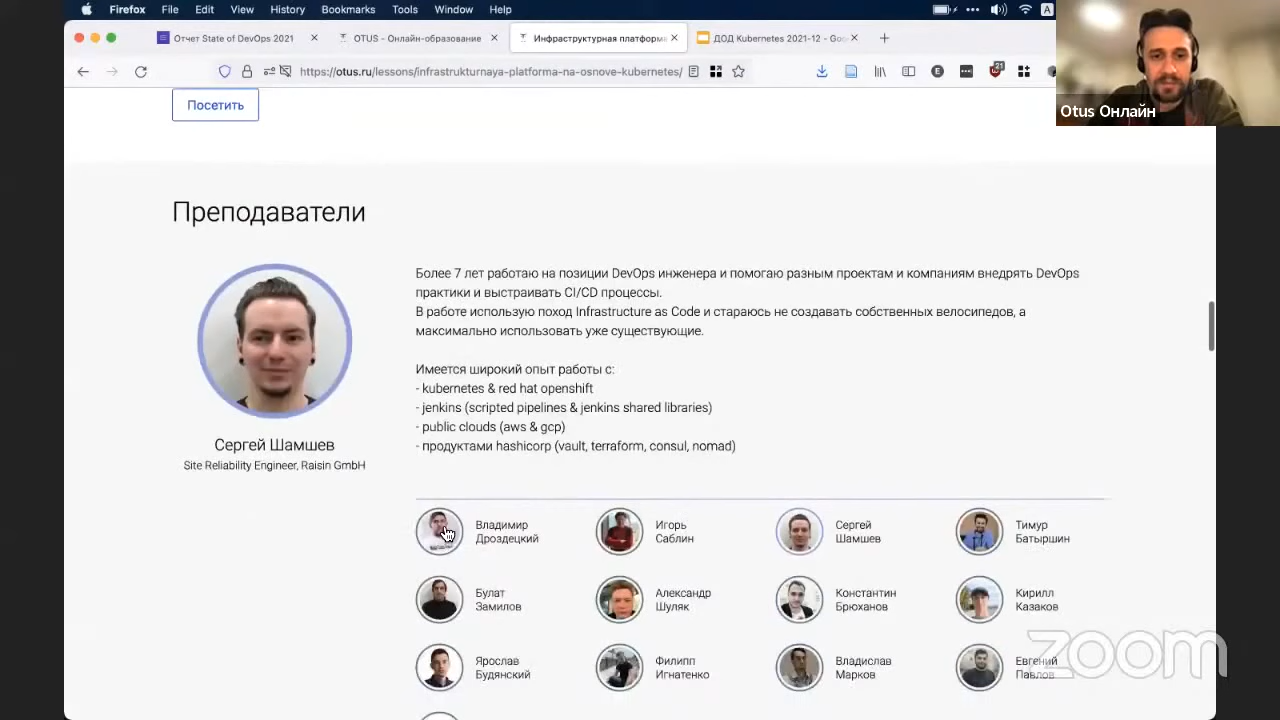 Firefox File Edit View History Bookmarks Tools Window Help
Отчет State of DevOps 2021
OTUS - Онлайн-образование
Инфраструктурная платформа
ДОД Kubernetes 2021-12 - Goo
https://otus.ru/lessons/infrastrukturnaya-platforma-na-osnove-kubernetes/
21
Otus Онлайн
Посетить
Преподаватели
Более 7 лет работаю на позиции DevOps инженера и помогаю разным проектам и компаниям внедрять DevOps
практики и выстраивать CI/CD процессы.
В работе использую поход Infrastructure as Code и стараюсь не создавать собственных велосипедов, а
максимально использовать уже существующие.
Имеется широкий опыт работы с:
- kubernetes & red hat openshift
- jenkins (scripted pipelines & jenkins shared libraries)
- public clouds (aws & gcp)
- продуктами hashicorp (vault, terraform, consul, nomad)
Сергей Шамшев
Site Reliability Engineer, Raisin GmbH
Владимир
Дроздецкий
Игорь
Саблин
Сергей
Шамшев
Тимур
Батыршин
Булат
Замилов
Александр
Шуляк
Константин
Брюханов
Кирилл
Казаков
Ярослав
Будянский
Филипп
Игнатенко
Владислав
Марков
Евгений
Павлов
zoom